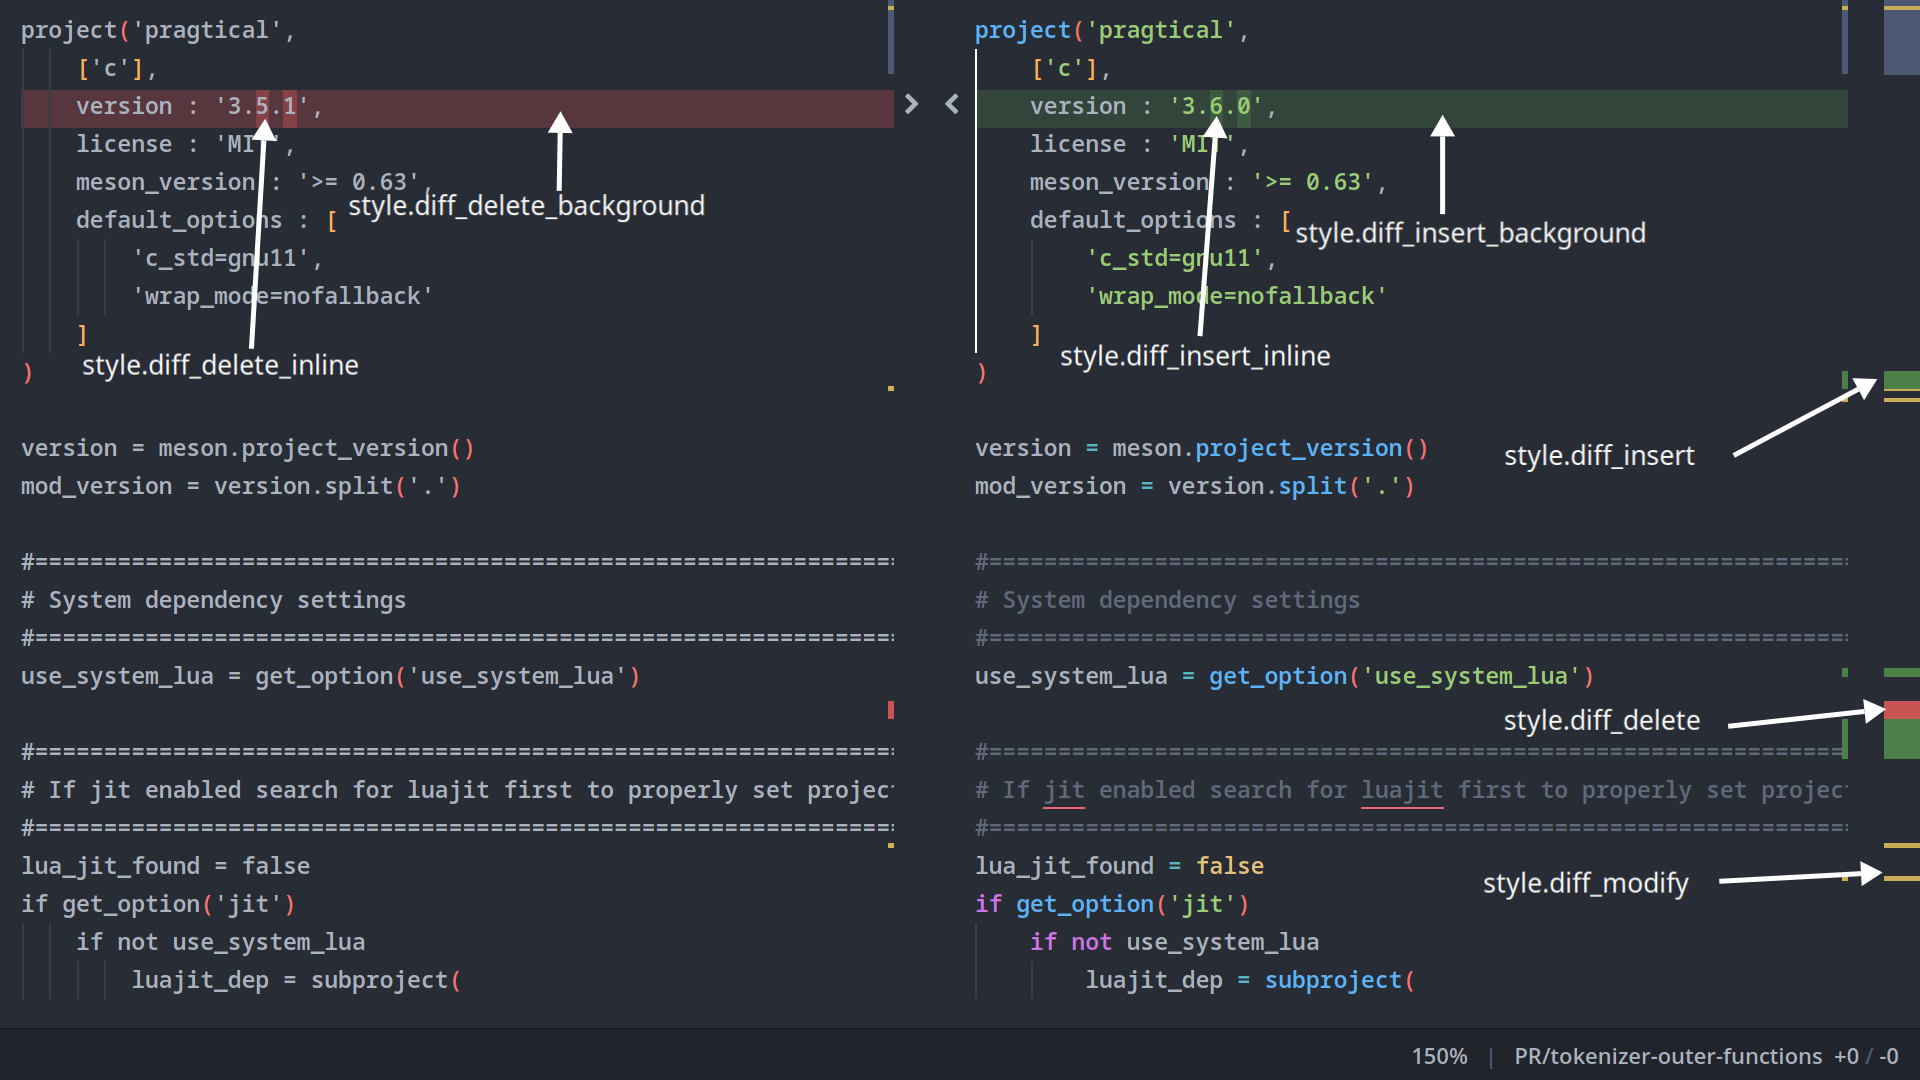 project('pragtical',
['c'],
version : '3.5.1',
license : 'MI',
meson_version : '>= 0.63',
default_options : [
'c_std=gnu11',
'wrap_mode=nofallback'
]
)
version = meson.project_version()
mod_version = version.split('.')
#===============================================================
# System dependency settings
#===============================================================
use_system_lua = get_option('use_system_lua')
#===============================================================
# If jit enabled search for luajit first to properly set projec
#===============================================================
lua_jit_found = false
if get_option('jit')
if not use_system_lua
luajit_dep = subproject(
style.diff_delete_background
style.diff_delete_inline
project('pragtical',
['c'],
version : '3.6.0',
license : 'MI',
meson_version : '>= 0.63',
default_options : [
'c_std=gnu11',
'wrap_mode=nofallback'
]
)
version = meson.project_version()
mod_version = version.split('.')
#===============================================================
# System dependency settings
#===============================================================
use_system_lua = get_option('use_system_lua')
#===============================================================
# If jit enabled search for luajit first to properly set projec
#===============================================================
lua_jit_found = false
if get_option('jit')
if not use_system_lua
luajit_dep = subproject(
style.diff_insert_background
style.diff_insert_inline
style.diff_insert
style.diff_delete
style.diff_modify
150% | PR/tokenizer-outer-functions +0 / -0